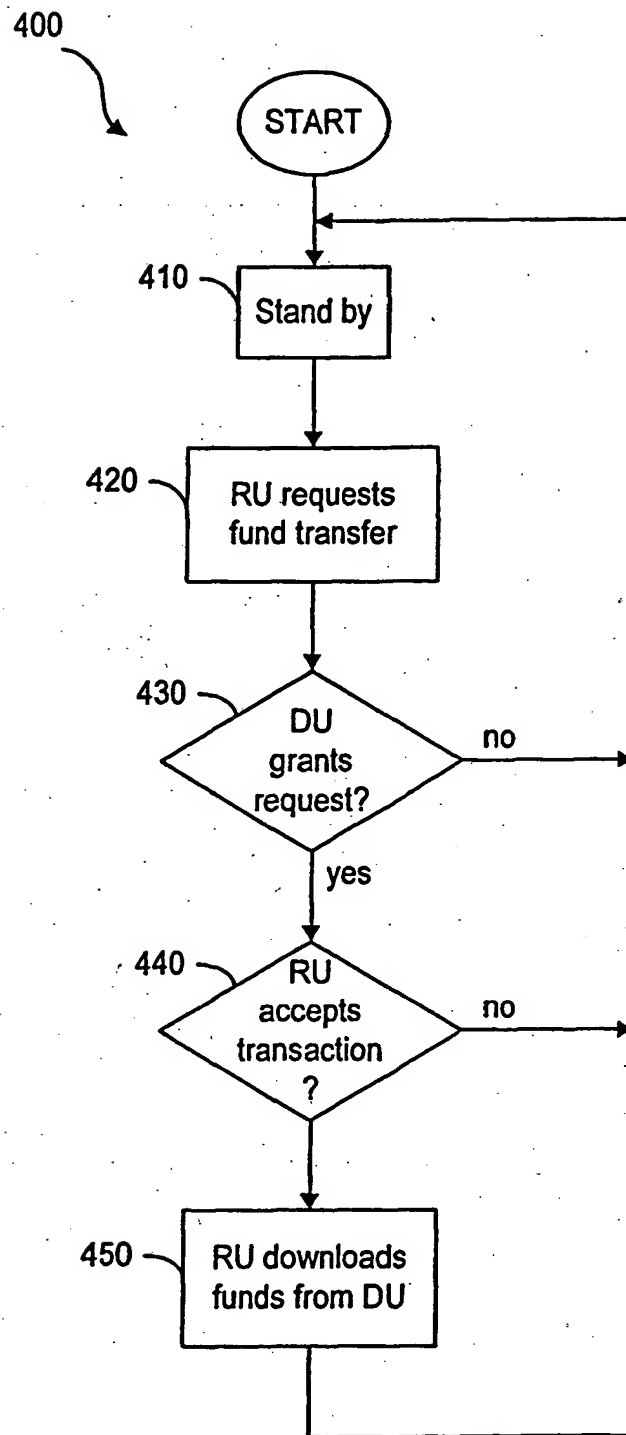 400
START
410
Stand by
420
RU requests
fund transfer
430
DU
grants
request?
no
yes
440
RU
accepts
transaction
?
no
450
RU downloads
funds from DU